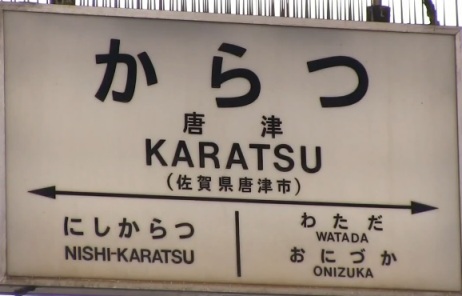 からつ
唐津
KARATSU
(佐賀県唐津市)
にしからつ
NISHI-KARATSU
わただ
WATADA
おにづか
ONIZUKA